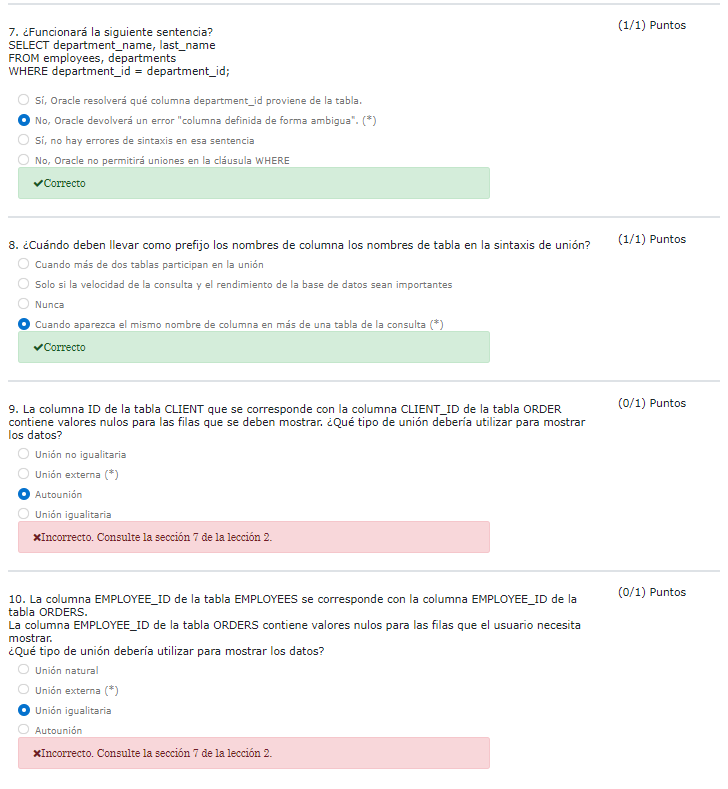 7. ¿Funcionará la siguiente sentencia?
(1/1) Puntos
SELECT department_name, last_name
FROM employees, departments
WHERE department_id = department_id;
Sí, Oracle resolverá qué columna department_id proviene de la tabla.
No, Oracle devolverá un error "columna definida de forma ambigua". (*)
Sí, no hay errores de sintaxis en esa sentencia
No, Oracle no permitirá uniones en la cláusula WHERE
✔Correcto
8. ¿Cuándo deben llevar como prefijo los nombres de columna los nombres de tabla en la sintaxis de unión?
(1/1) Puntos
Cuando más de dos tablas participan en la unión
Solo si la velocidad de la consulta y el rendimiento de la base de datos sean importantes
Nunca
Cuando aparezca el mismo nombre de columna en más de una tabla de la consulta (*)
✔Correcto
9. La columna ID de la tabla CLIENT que se corresponde con la columna CLIENT_ID de la tabla ORDER
(0/1) Puntos
contiene valores nulos para las filas que se deben mostrar. ¿Qué tipo de unión debería utilizar para mostrar
los datos?
Unión no igualitaria
Unión externa (*)
Autounión
Unión igualitaria
✖Incorrecto. Consulte la sección 7 de la lección 2.
10. La columna EMPLOYEE_ID de la tabla EMPLOYEES se corresponde con la columna EMPLOYEE_ID de la
(0/1) Puntos
tabla ORDERS.
La columna EMPLOYEE_ID de la tabla ORDERS contiene valores nulos para las filas que el usuario necesita
mostrar.
¿Qué tipo de unión debería utilizar para mostrar los datos?
Unión natural
Unión externa (*)
Unión igualitaria
Autounión
✖Incorrecto. Consulte la sección 7 de la lección 2.